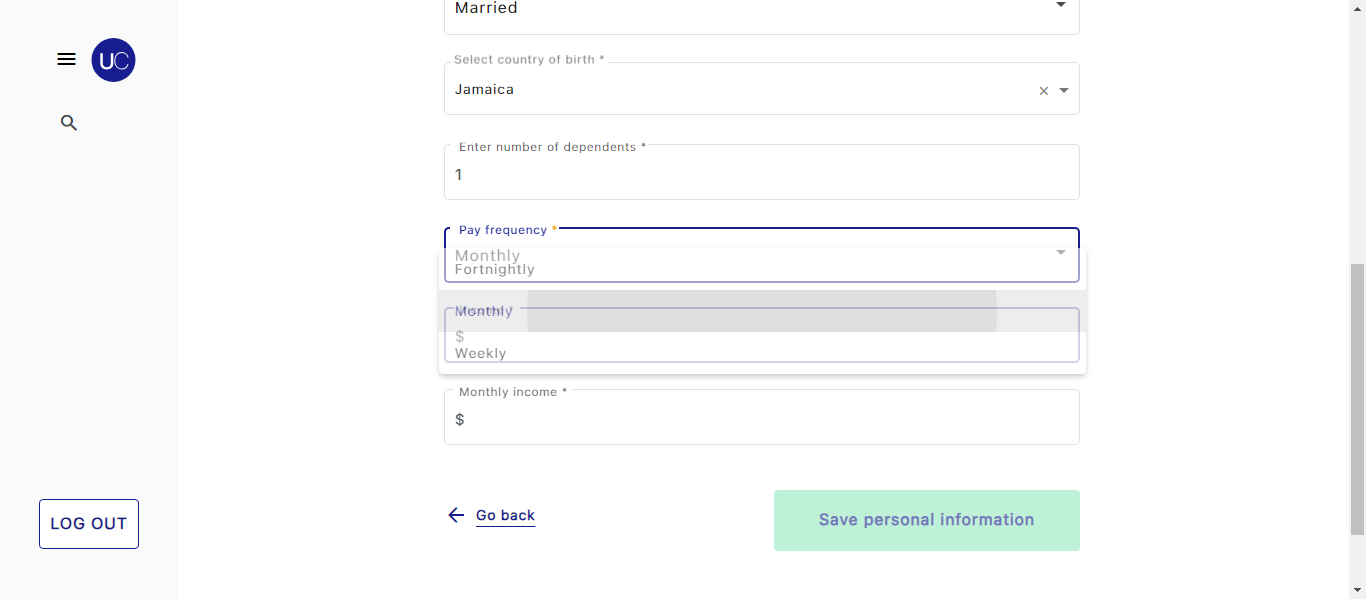 Married
UC
Select country of birth *
Jamaica
Enter number of dependents *
1
Pay frequency *
Monthly
Fortnightly
Monthly
$
Weekly
Monthly income *
$
LOG OUT
Go back
Save personal information